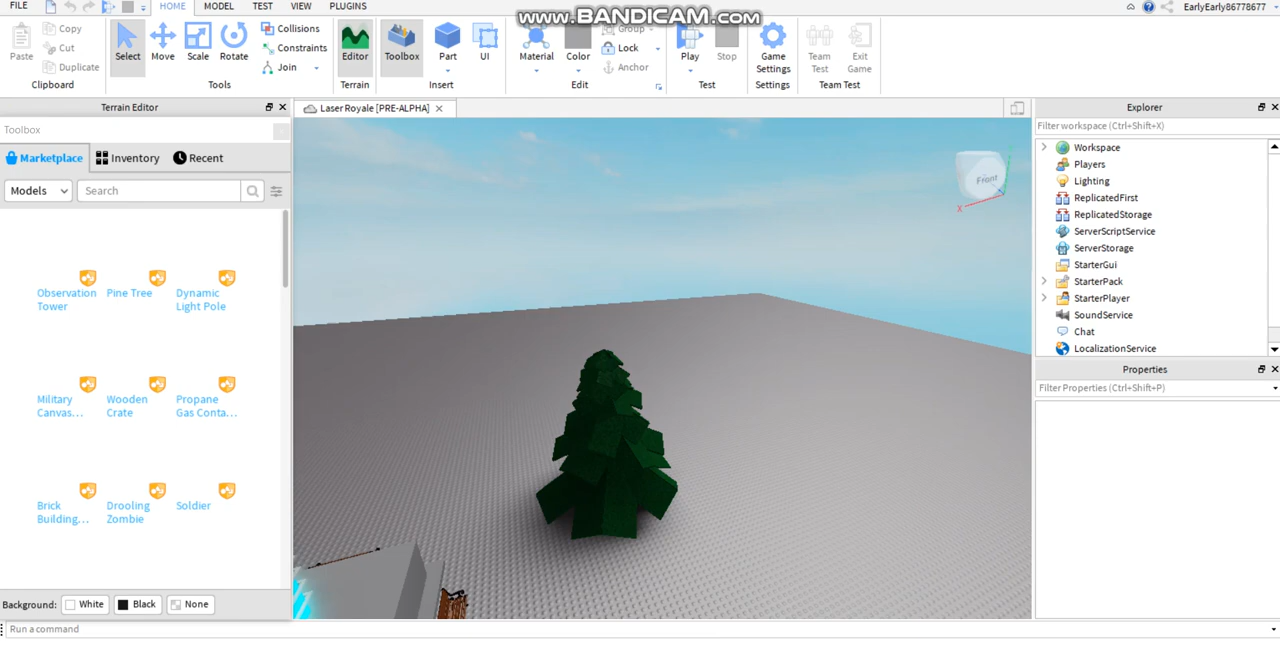 FILE HOME MODEL TEST VIEW PLUGINS www.BANDICAM.com EarlyEarly86778677
Paste Copy Cut Duplicate Clipboard
Select Move Scale Rotate Collisions Constraints Join Tools
Editor Terrain
Toolbox Part UI Insert
Material Color Group Lock Anchor Edit
Play Stop Test
Game Settings Settings
Team Test Exit Game Team Test
Terrain Editor
Laser Royale [PRE-ALPHA]
Toolbox
Marketplace Inventory Recent
Models Search
Observation Tower
Pine Tree
Dynamic Light Pole
Military Canvas...
Wooden Crate
Propane Gas Conta...
Brick Building...
Drooling Zombie
Soldier
Background: White Black None
Run a command
Front
X
Explorer
Filter workspace (Ctrl+Shift+X)
Workspace
Players
Lighting
ReplicatedFirst
ReplicatedStorage
ServerScriptService
ServerStorage
StarterGui
StarterPack
StarterPlayer
SoundService
Chat
LocalizationService
Properties
Filter Properties (Ctrl+Shift+P)